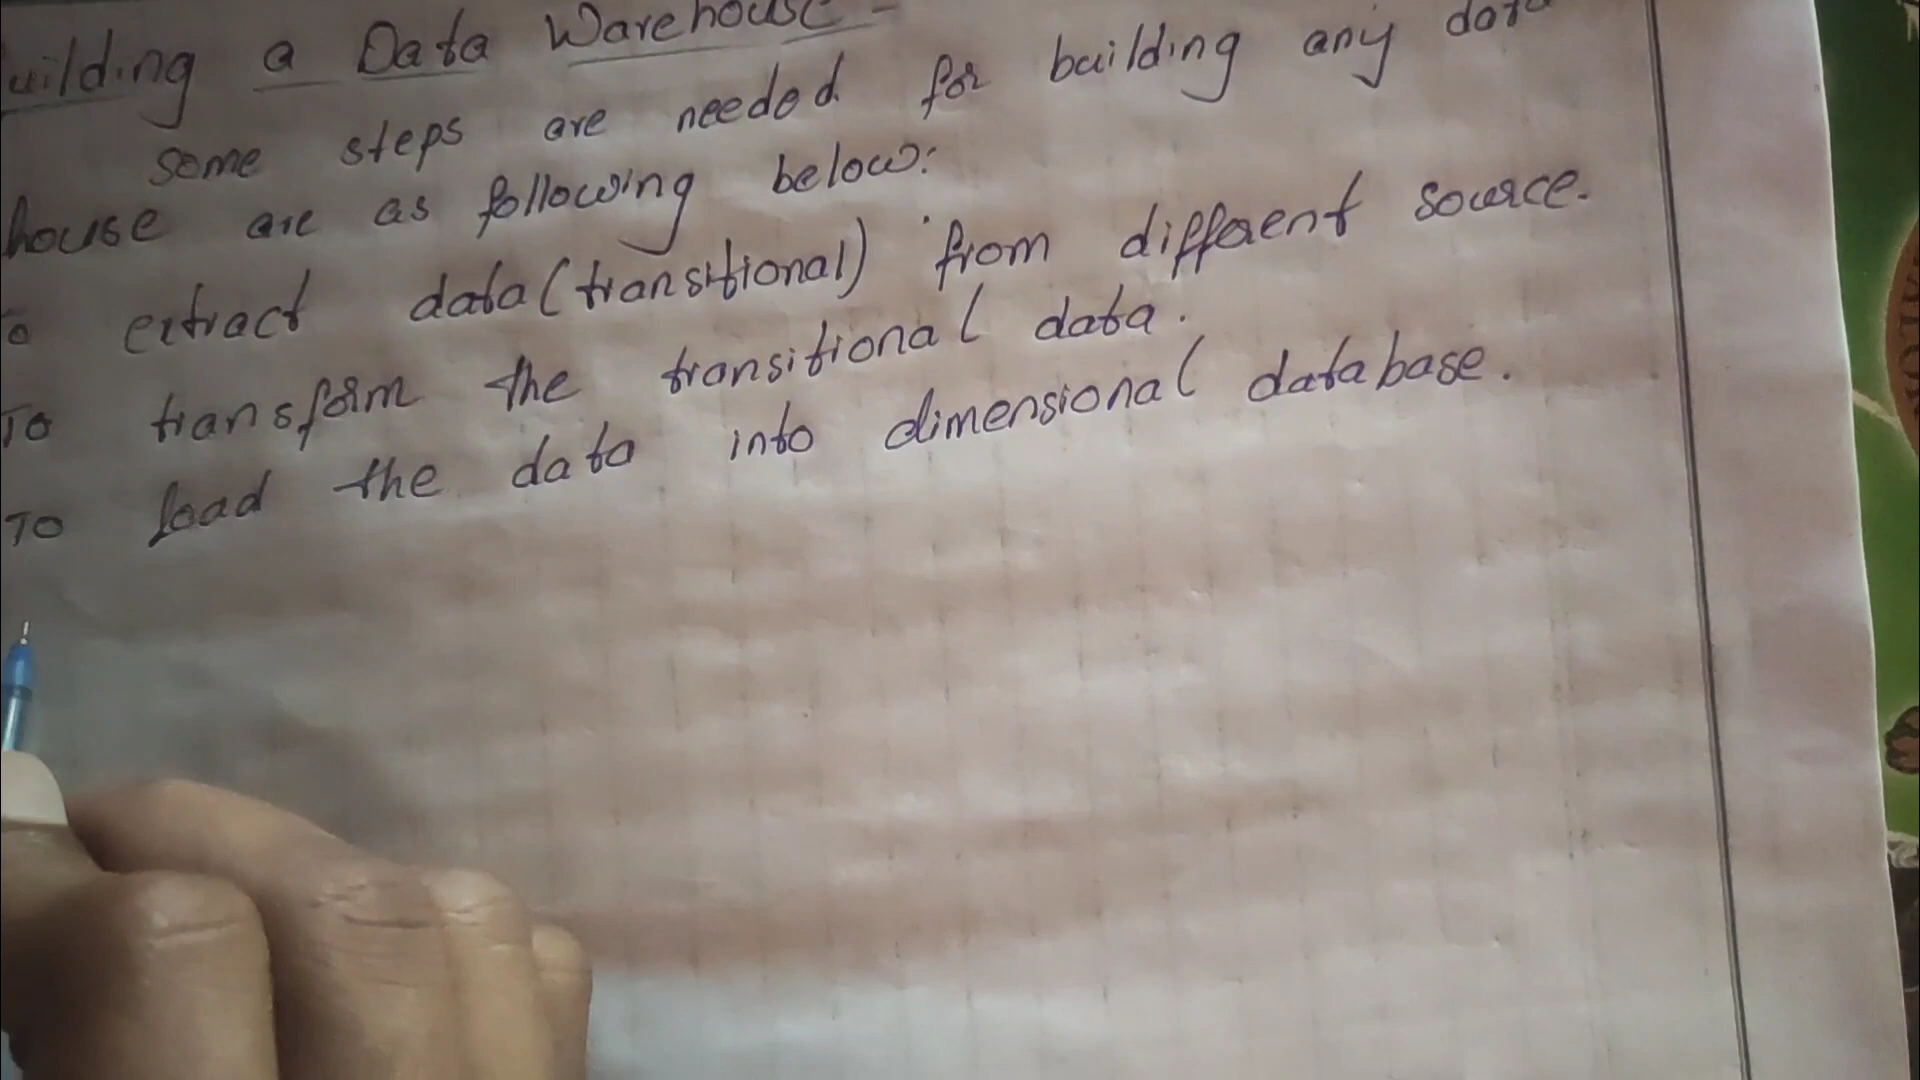 uilding a Data Warehouse -
Some steps are needed for building any data
house are as following below:
To extract data (transitional) from different source.
To transform the transitional data.
To load the data into dimensional database.